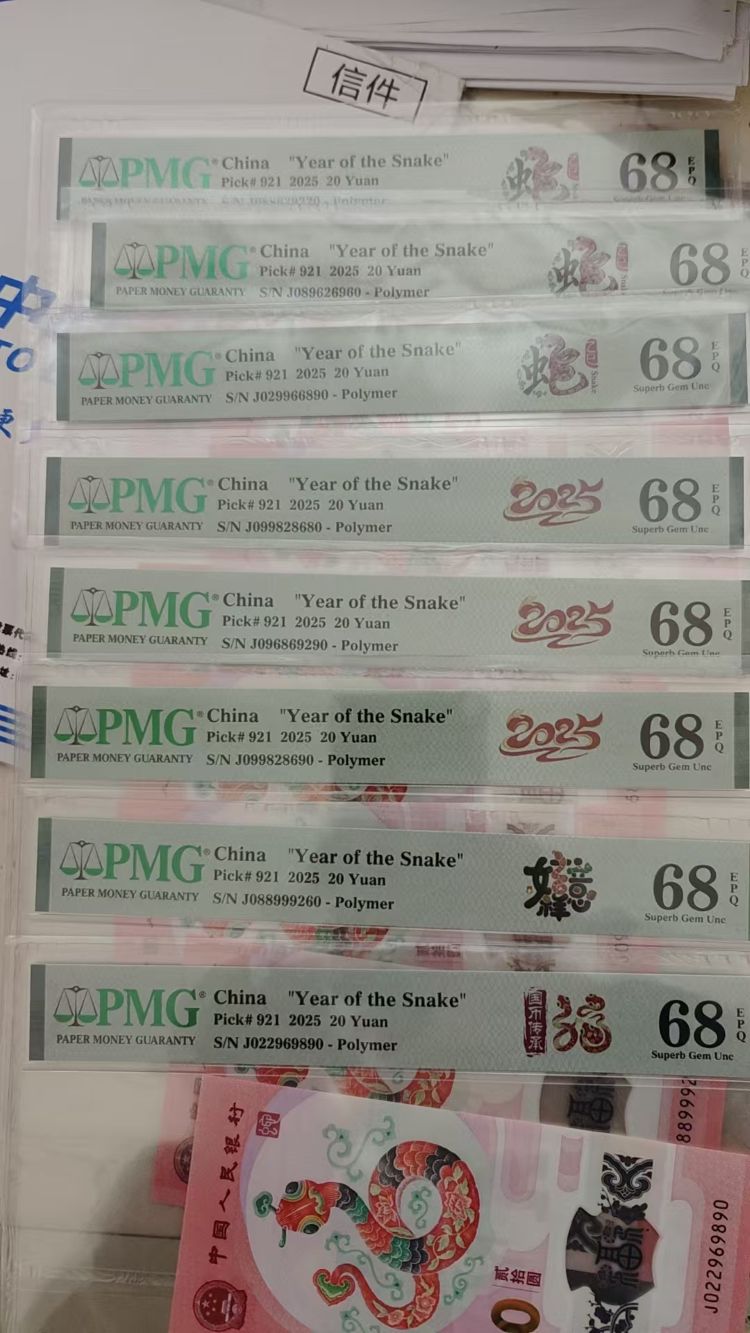 信件
PMG® China "Year of the Snake" 蛇 68 EPQ
Pick# 921 2025 20 Yuan
PMG® China "Year of the Snake" 蛇 Snake 68 EPQ
Pick# 921 2025 20 Yuan
PAPER MONEY GUARANTY S/N J089626960 - Polymer
PMG® China "Year of the Snake" 蛇 Snake 68 EPQ
Pick# 921 2025 20 Yuan
PAPER MONEY GUARANTY S/N J029966890 - Polymer Superb Gem Unc
PMG® China "Year of the Snake" 2025 68 EPQ
Pick# 921 2025 20 Yuan
PAPER MONEY GUARANTY S/N J099828680 - Polymer Superb Gem Unc
PMG® China "Year of the Snake" 2025 68 EPQ
Pick# 921 2025 20 Yuan
PAPER MONEY GUARANTY S/N J096869290 - Polymer Superb Gem Unc
PMG® China "Year of the Snake" 2025 68 EPQ
Pick# 921 2025 20 Yuan
PAPER MONEY GUARANTY S/N J099828690 - Polymer Superb Gem Unc
PMG® China "Year of the Snake" 68 EPQ
Pick# 921 2025 20 Yuan
PAPER MONEY GUARANTY S/N J088999260 - Polymer Superb Gem Unc
PMG® China "Year of the Snake" 国币传承 福 68 EPQ
Pick# 921 2025 20 Yuan
PAPER MONEY GUARANTY S/N J022969890 - Polymer Superb Gem Unc
中国人民银行
贰拾圆
J022969890